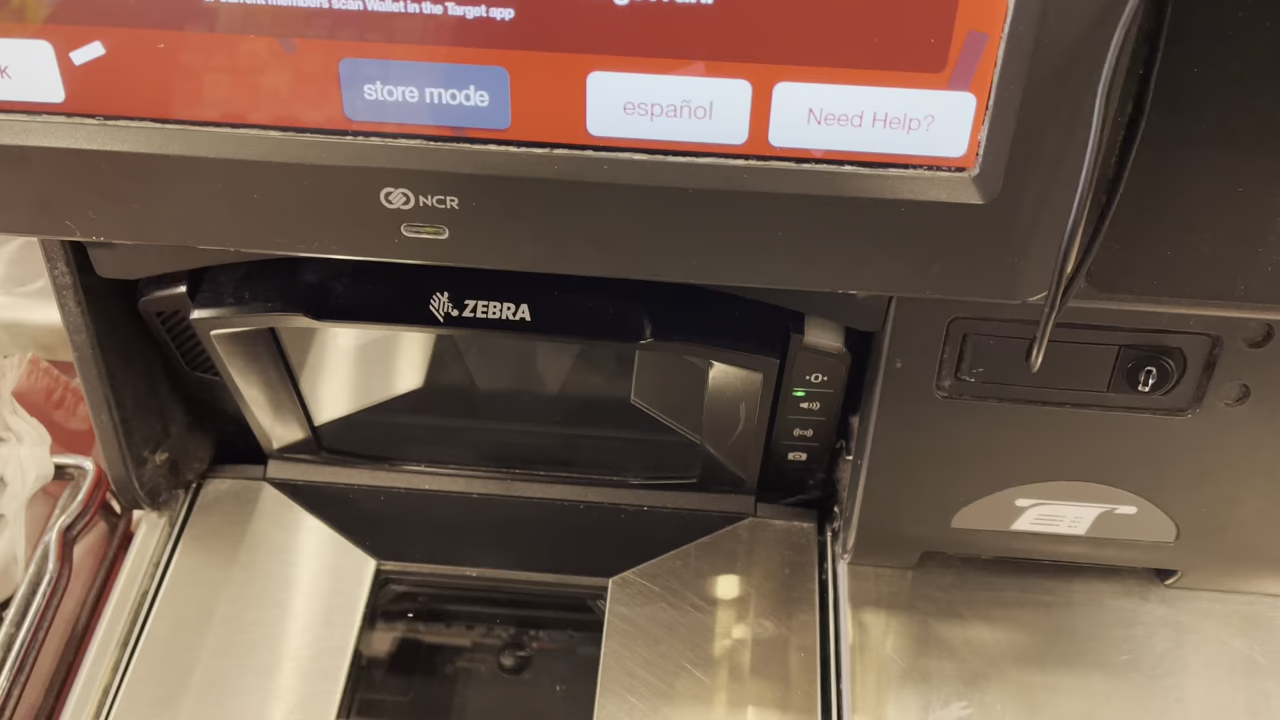 current members scan Wallet in the Target app
k
store mode
español
Need Help?
NCR
ZEBRA